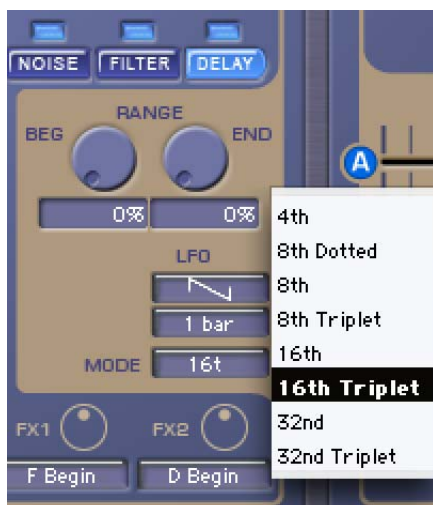 NOISE FILTER DELAY
RANGE
BEG END
A
0% 0%
4th
8th Dotted
LFO
8th
1 bar
8th Triplet
16th
MODE 16t
16th Triplet
FX1 FX2
32nd
32nd Triplet
F Begin D Begin